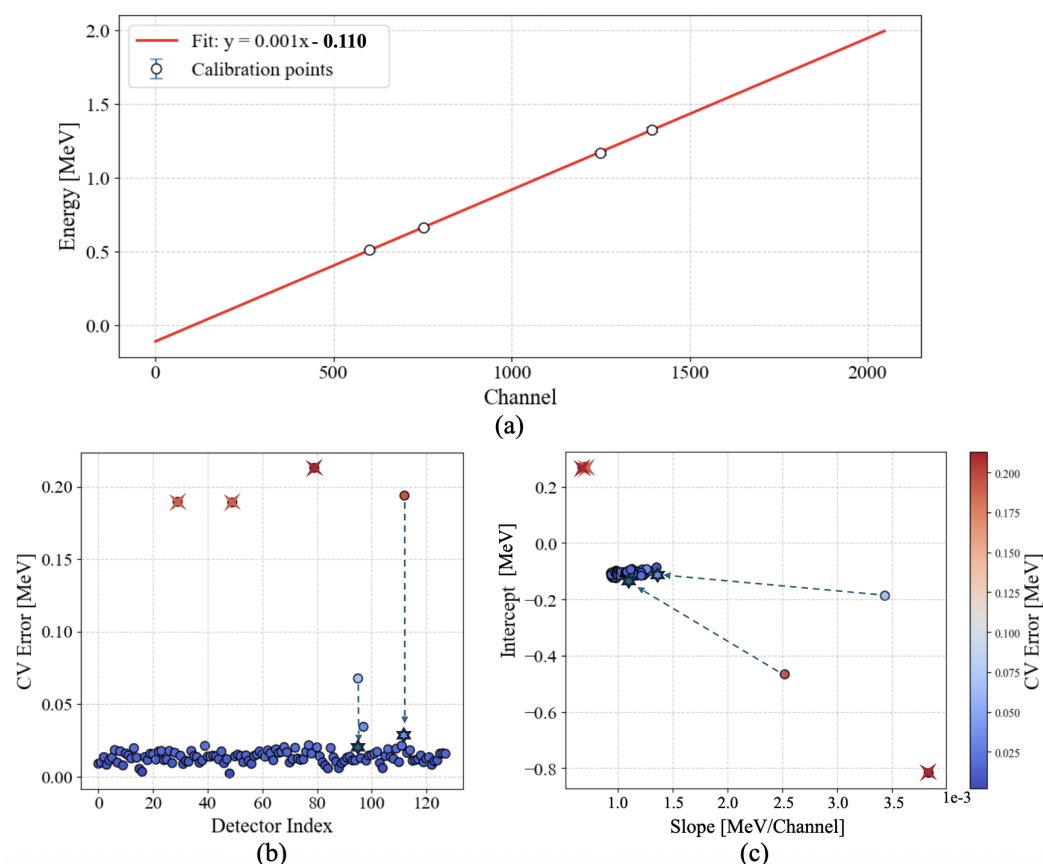 2.0
1.5
1.0
0.5
0.0
Energy [MeV]
Fit: y = 0.001x - 0.110
Calibration points
0 500 1000 1500 2000
Channel
(a)
0.20
0.15
0.10
0.05
0.00
CV Error [MeV]
0 20 40 60 80 100 120
Detector Index
(b)
0.2
0.0
−0.2
−0.4
−0.6
−0.8
Intercept [MeV]
1.0 1.5 2.0 2.5 3.0 3.5 1e-3
Slope [MeV/Channel]
(c)
0.200
0.175
0.150
0.125
0.100
0.075
0.050
0.025
CV Error [MeV]